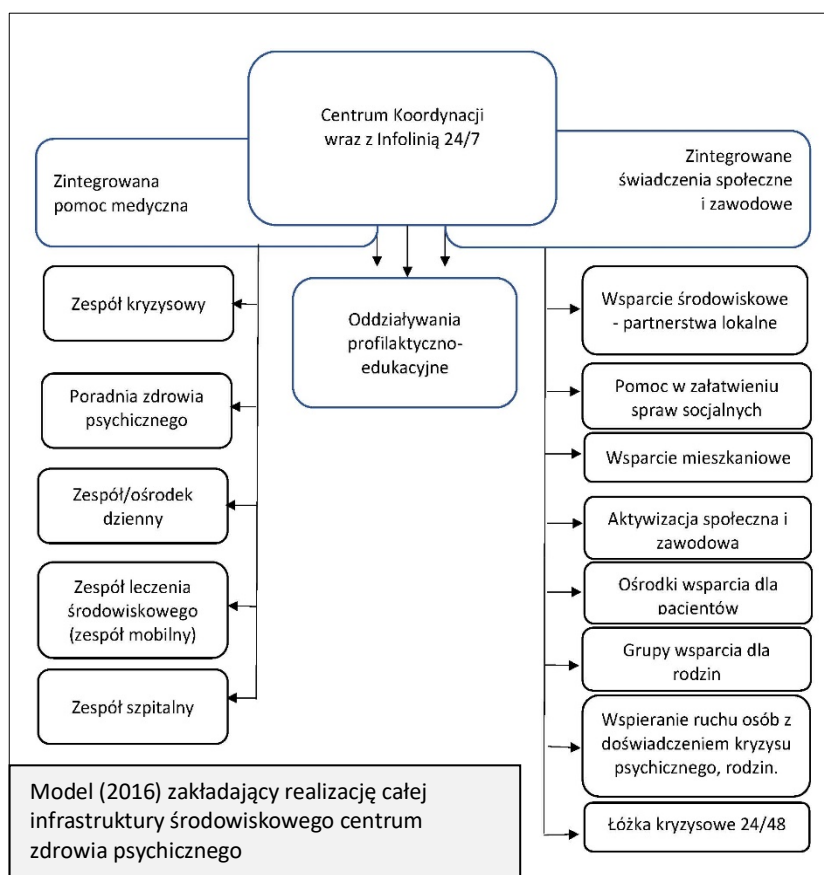 Centrum Koordynacji
wraz z Infolinią 24/7
Zintegrowana
pomoc medyczna
Zintegrowane
świadczenia społeczne
i zawodowe
Oddziaływania
profilaktyczno-
edukacyjne
Zespół kryzysowy
Poradnia zdrowia
psychicznego
Zespół/ośrodek
dzienny
Zespół leczenia
środowiskowego
(zespół mobilny)
Zespół szpitalny
Wsparcie środowiskowe
- partnerstwa lokalne
Pomoc w załatwieniu
spraw socjalnych
Wsparcie mieszkaniowe
Aktywizacja społeczna i
zawodowa
Ośrodki wsparcia dla
pacjentów
Grupy wsparcia dla
rodzin
Wspieranie ruchu osób z
doświadczeniem kryzysu
psychicznego, rodzin.
Łóżka kryzysowe 24/48
Model (2016) zakładający realizację całej
infrastruktury środowiskowego centrum
zdrowia psychicznego